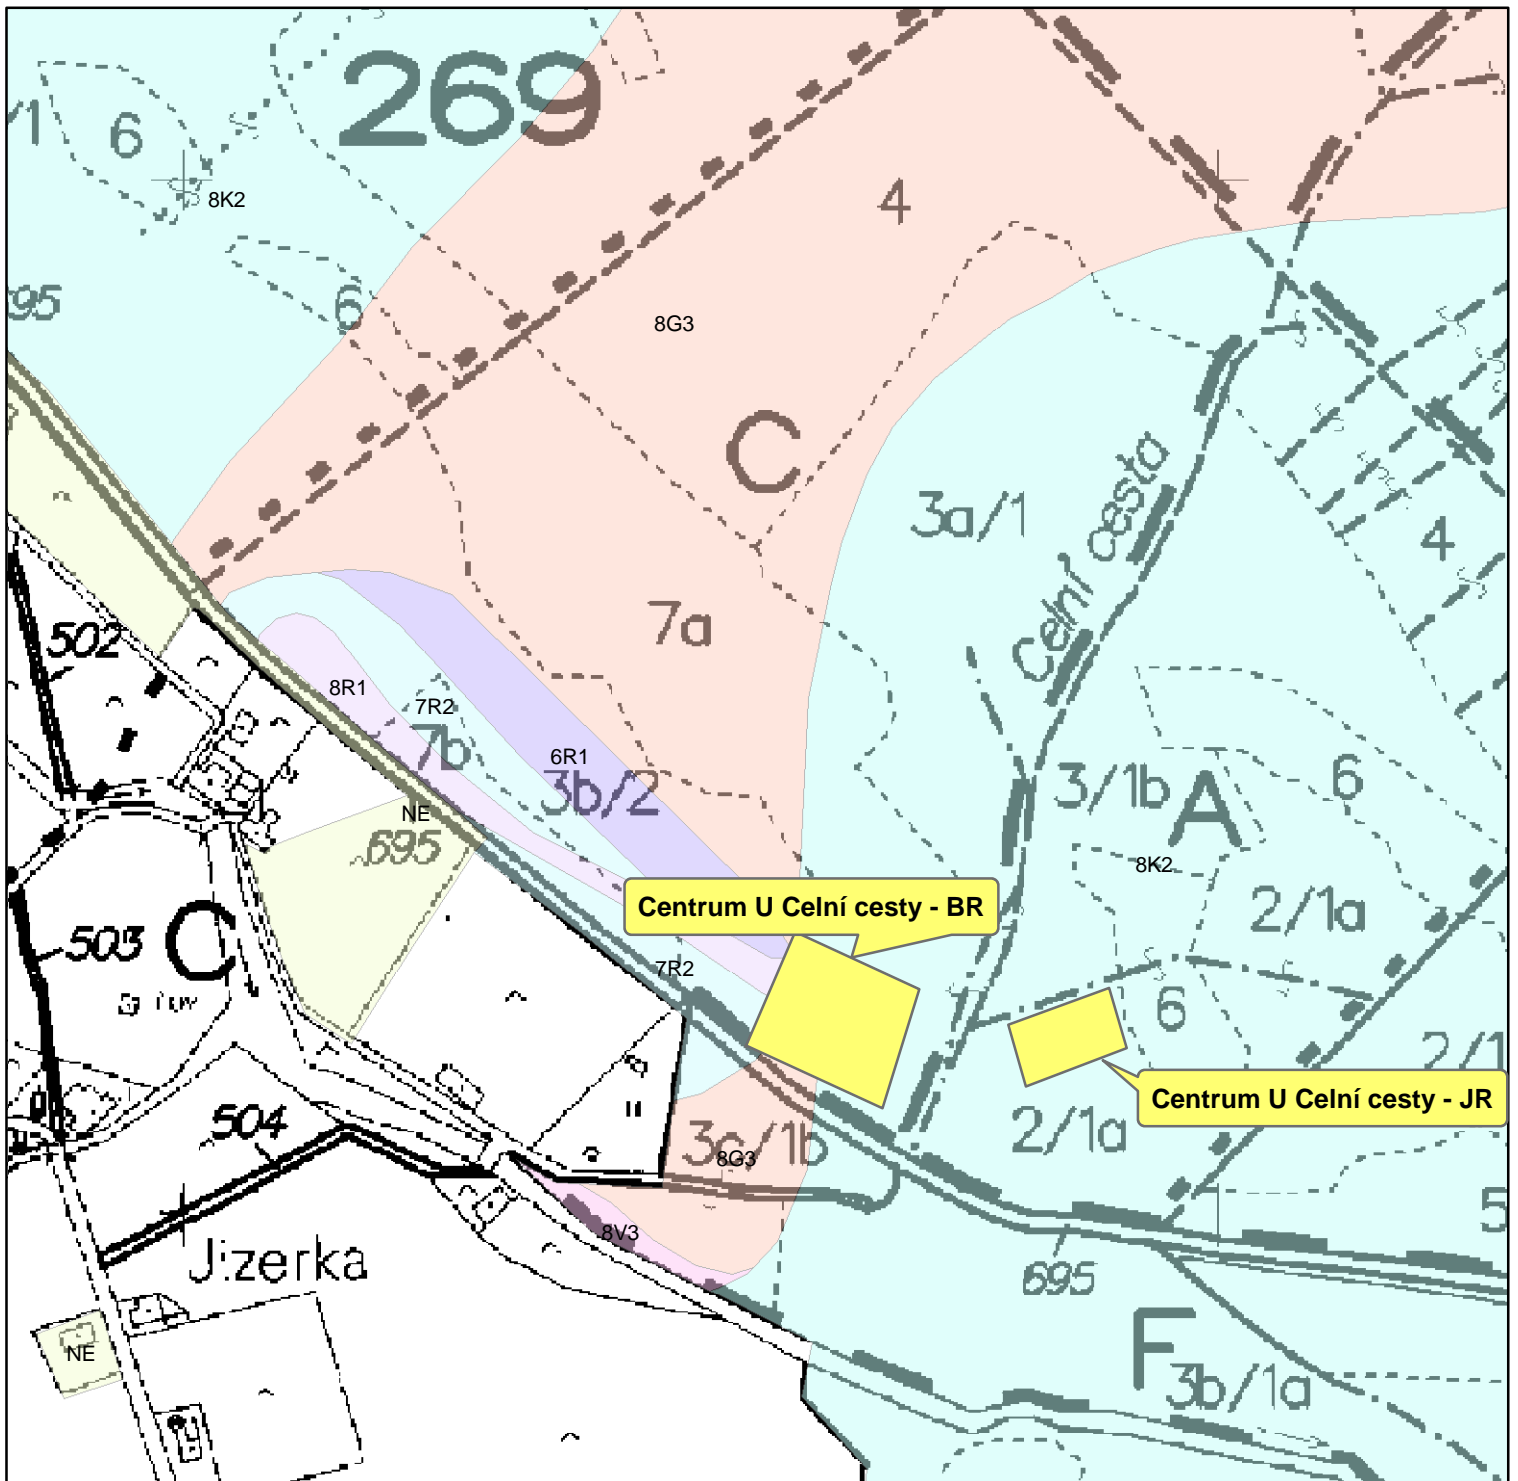 269
/1
6
8K2
4
95
6
8G3
C
3a/1
Celní cesta
4
502
7a
8R1
7R2
7b
6R1
3b/2
3/1b
A
6
NE
695
8K2
2/1a
Centrum U Celní cesty - BR
503
C
7R2
6
2/1
Centrum U Celní cesty - JR
504
3c/1b
8G3
2/1a
5
8V3
Jizerka
695
F
3b/1a
NE